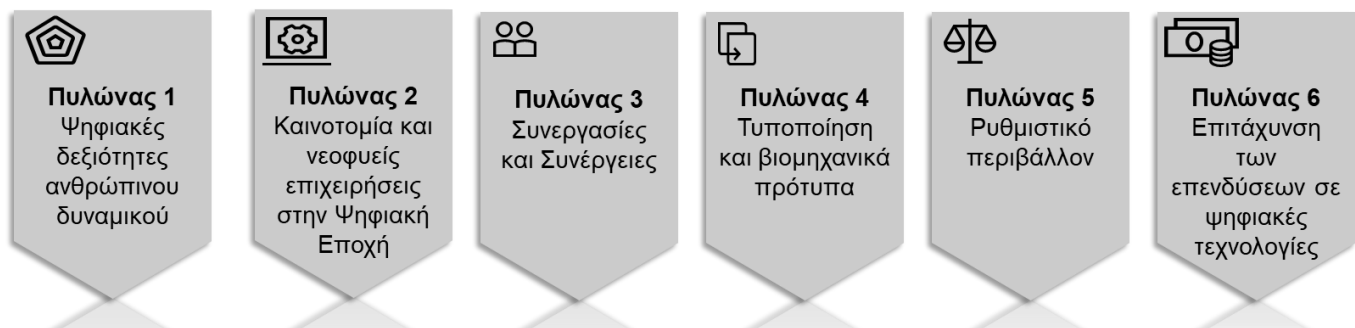 Πυλώνας 1
Ψηφιακές
δεξιότητες
ανθρώπινου
δυναμικού
Πυλώνας 2
Καινοτομία και
νεοφυείς
επιχειρήσεις
στην Ψηφιακή
Εποχή
Πυλώνας 3
Συνεργασίες
και Συνέργειες
Πυλώνας 4
Τυποποίηση
και βιομηχανικά
πρότυπα
Πυλώνας 5
Ρυθμιστικό
περιβάλλον
Πυλώνας 6
Επιτάχυνση
των
επενδύσεων σε
ψηφιακές
τεχνολογίες